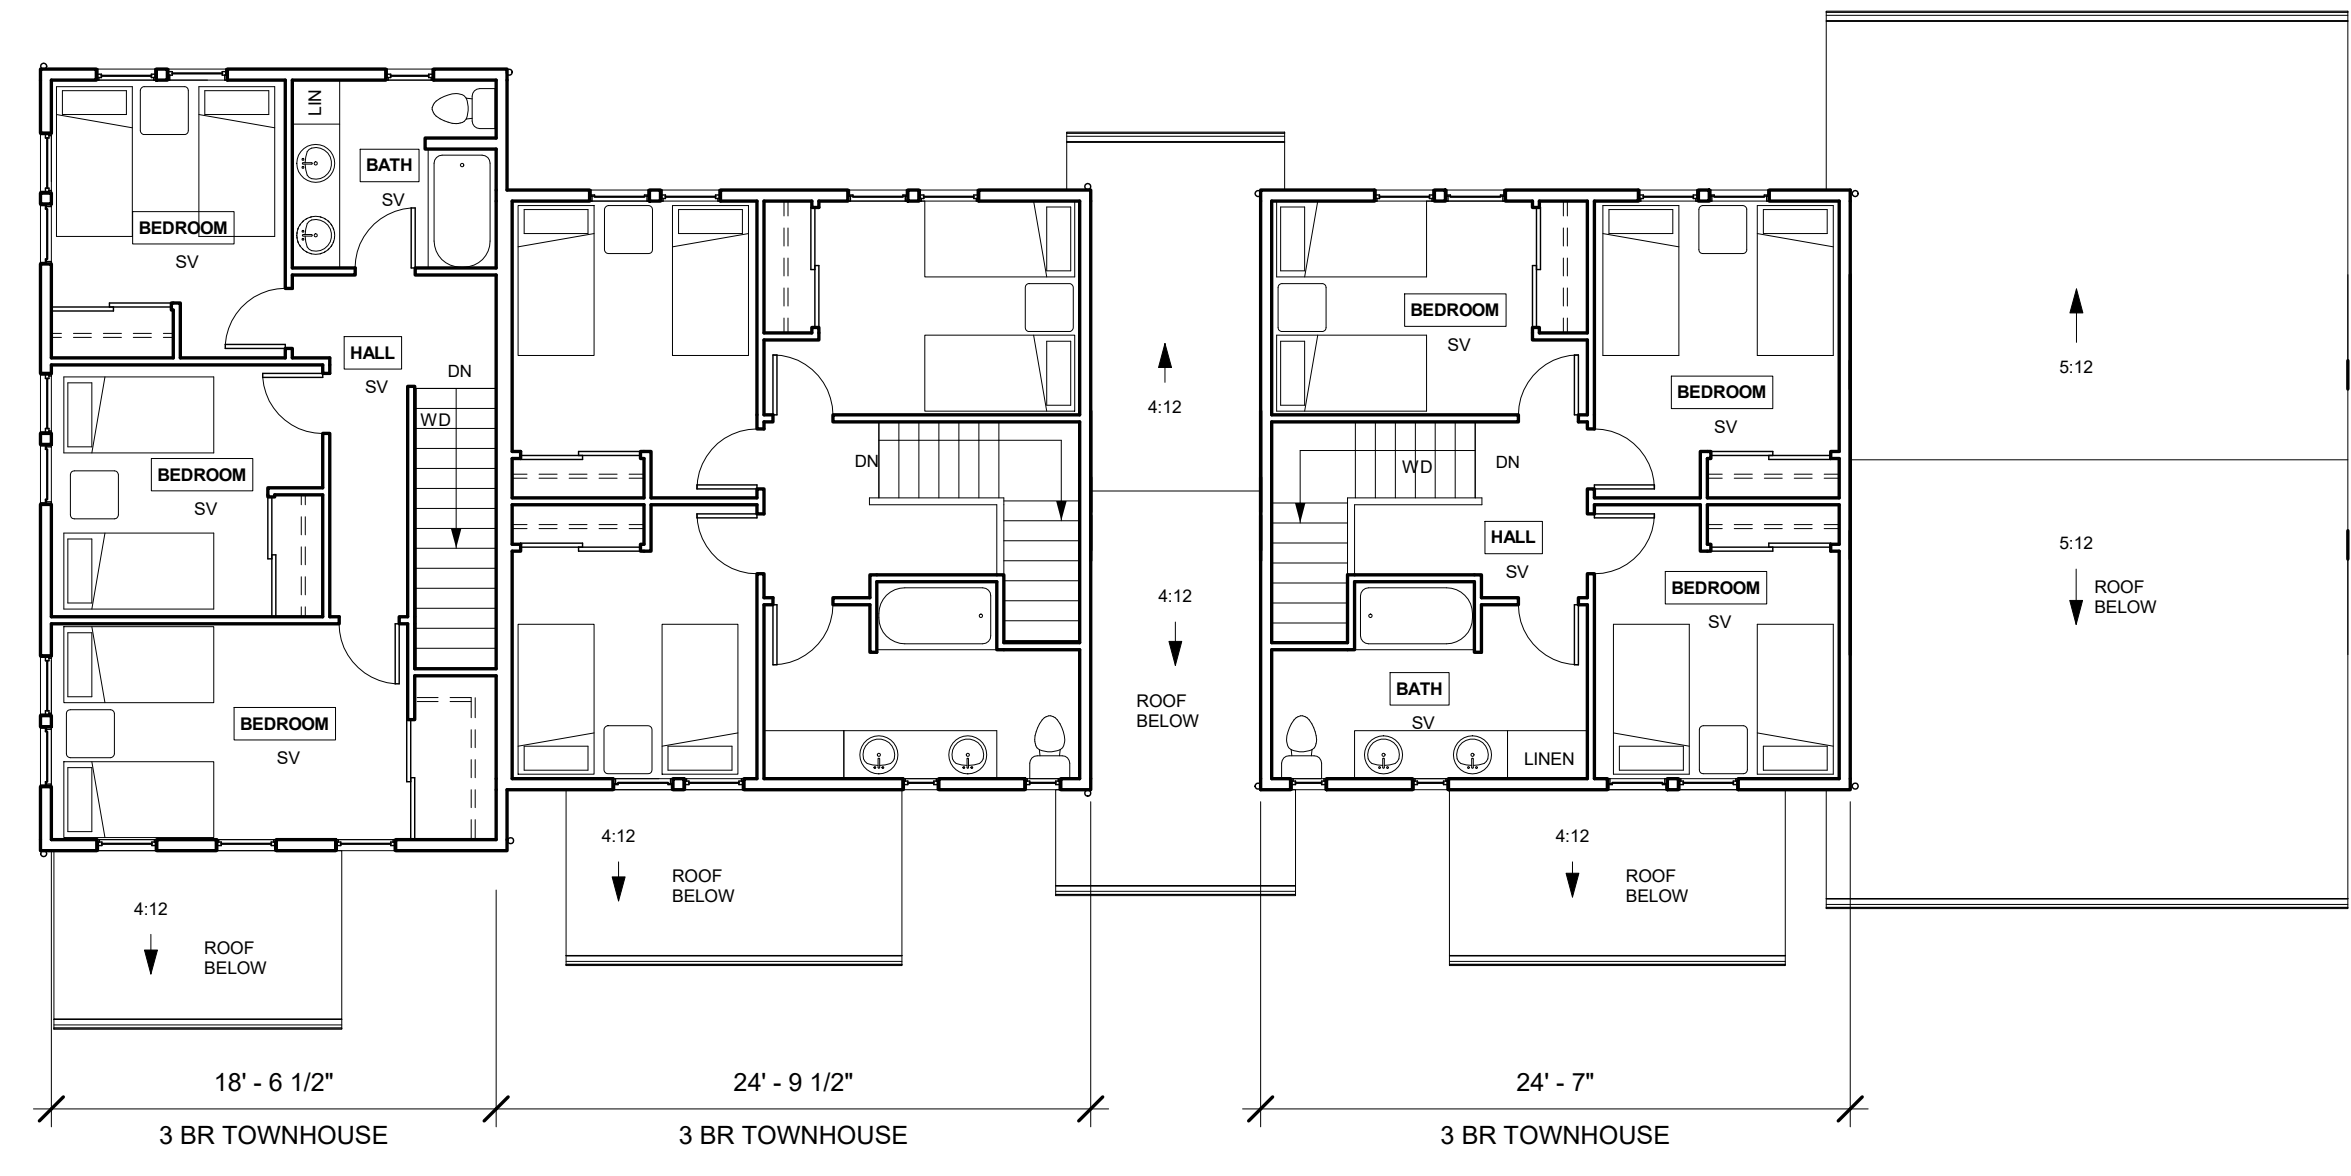 LIN
BATH
SV
BEDROOM
SV
HALL
SV
DN
WD
BEDROOM
SV
BEDROOM
SV
4:12
ROOF
BELOW
DN
4:12
ROOF
BELOW
4:12
4:12
ROOF
BELOW
BEDROOM
SV
BEDROOM
SV
WD
DN
HALL
SV
BEDROOM
SV
BATH
SV
LINEN
4:12
ROOF
BELOW
5:12
5:12
ROOF
BELOW
18' - 6 1/2"
24' - 9 1/2"
24' - 7"
3 BR TOWNHOUSE
3 BR TOWNHOUSE
3 BR TOWNHOUSE